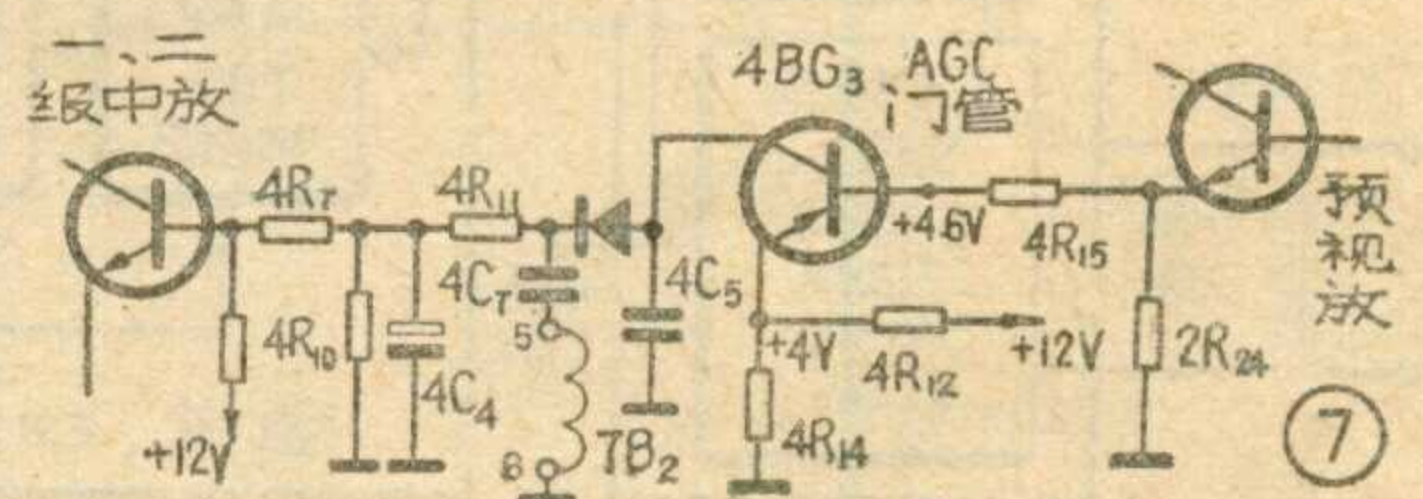 一、二
级中放
4R₇
4R₁₁
4R₁₀
4C₄
+12V
4C₇
5
6
7B₂
4C₅
4BG₃ AGC
门管
+4.6V
4R₁₅
+4V
4R₁₂
+12V
4R₁₄
2R₂₄
预
视
放
7